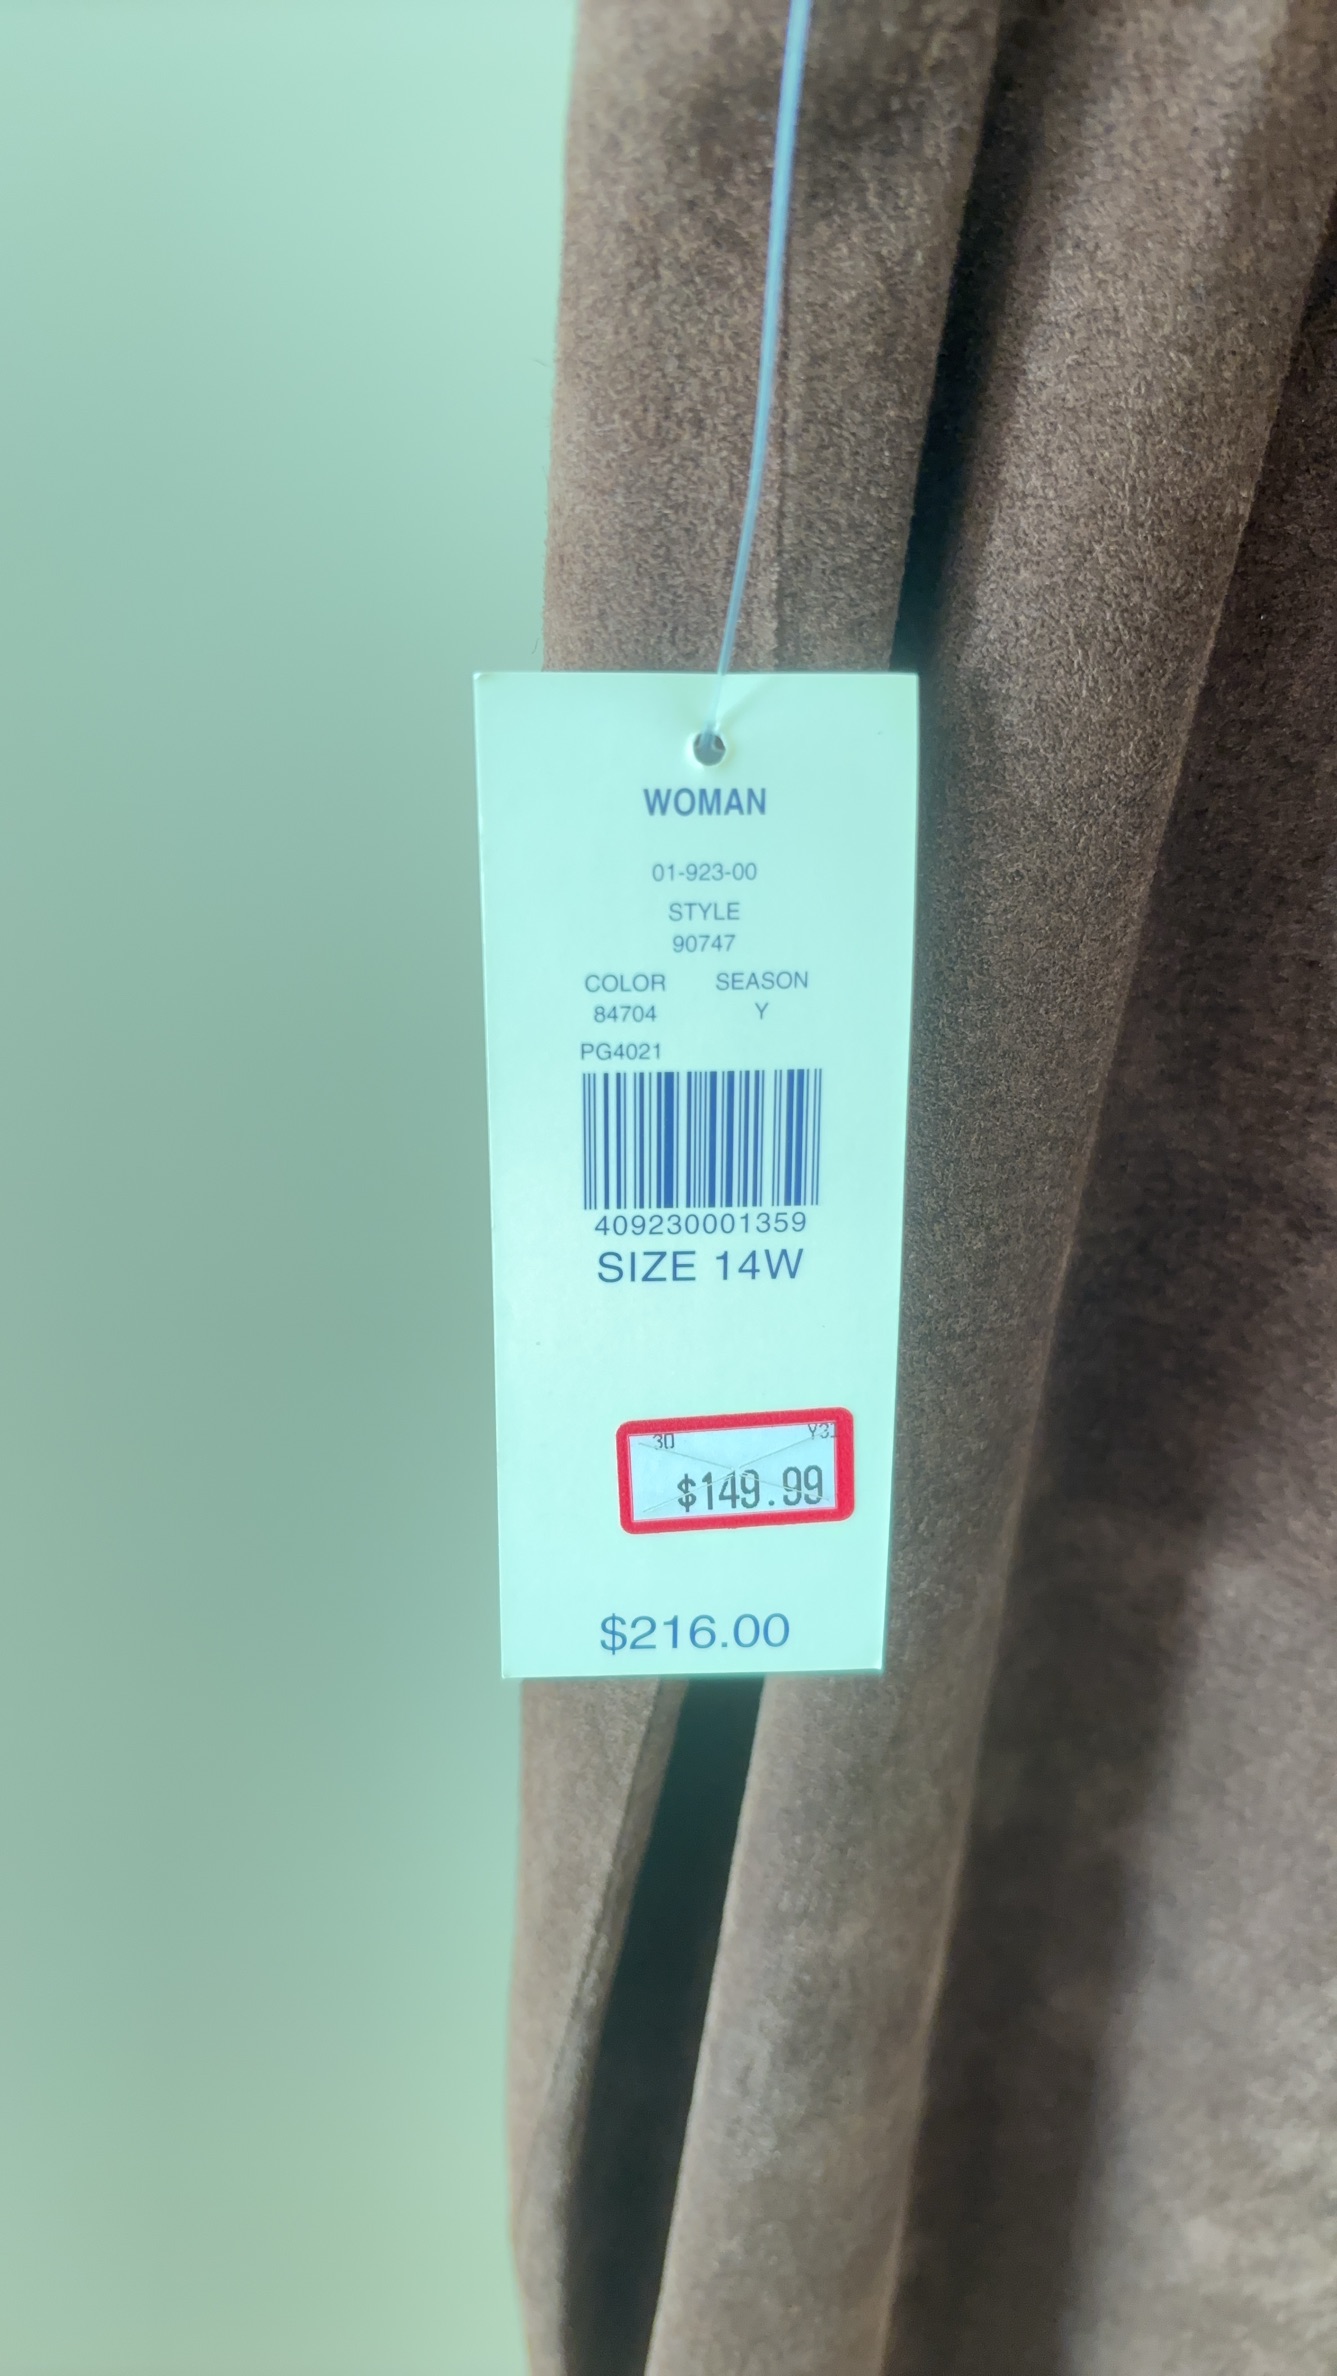 WOMAN
01-923-00
STYLE
90747
COLOR SEASON
84704 Y
PG4021
409230001359
SIZE 14W
30 Y31
$149.99
$216.00